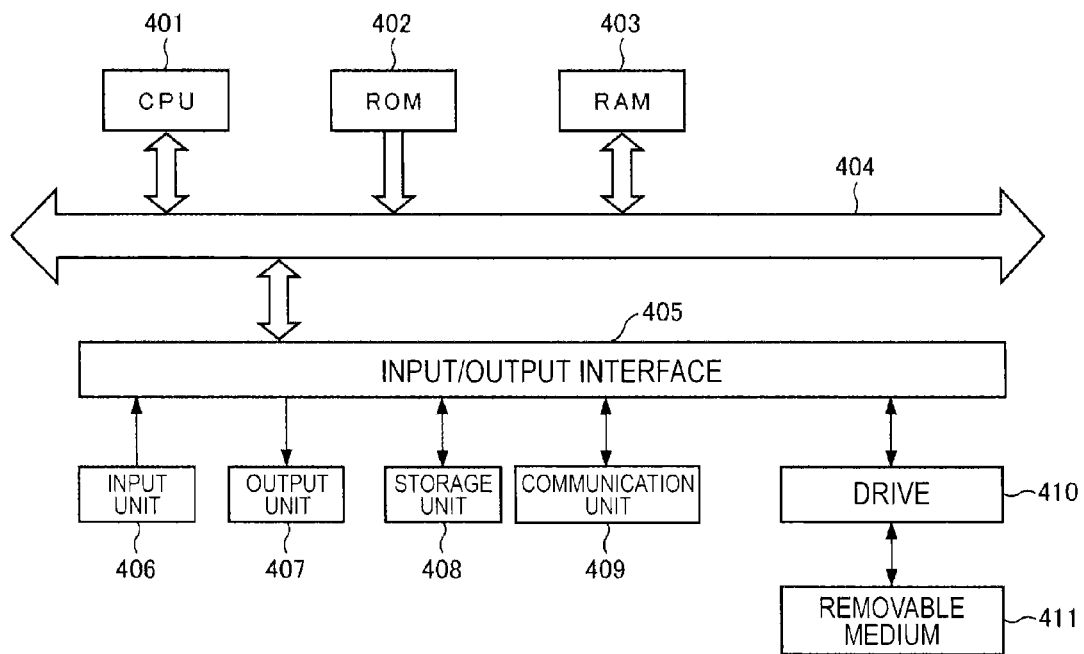 401
402
403
CPU
ROM
RAM
404
405
INPUT/OUTPUT INTERFACE
INPUT
UNIT
OUTPUT
UNIT
STORAGE
UNIT
COMMUNICATION
UNIT
DRIVE
410
406
407
408
409
REMOVABLE
MEDIUM
411